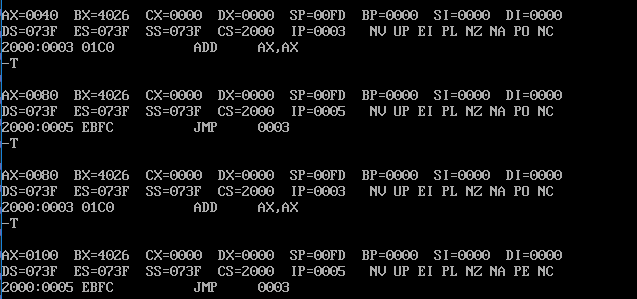 AX=0040 BX=4026 CX=0000 DX=0000 SP=00FD BP=0000 SI=0000 DI=0000
DS=073F ES=073F SS=073F CS=2000 IP=0003 NV UP EI PL NZ NA PO NC
2000:0003 01C0 ADD AX,AX
-T
AX=0080 BX=4026 CX=0000 DX=0000 SP=00FD BP=0000 SI=0000 DI=0000
DS=073F ES=073F SS=073F CS=2000 IP=0005 NV UP EI PL NZ NA PO NC
2000:0005 EBFC JMP 0003
-T
AX=0080 BX=4026 CX=0000 DX=0000 SP=00FD BP=0000 SI=0000 DI=0000
DS=073F ES=073F SS=073F CS=2000 IP=0003 NV UP EI PL NZ NA PO NC
2000:0003 01C0 ADD AX,AX
-T
AX=0100 BX=4026 CX=0000 DX=0000 SP=00FD BP=0000 SI=0000 DI=0000
DS=073F ES=073F SS=073F CS=2000 IP=0005 NV UP EI PL NZ NA PE NC
2000:0005 EBFC JMP 0003